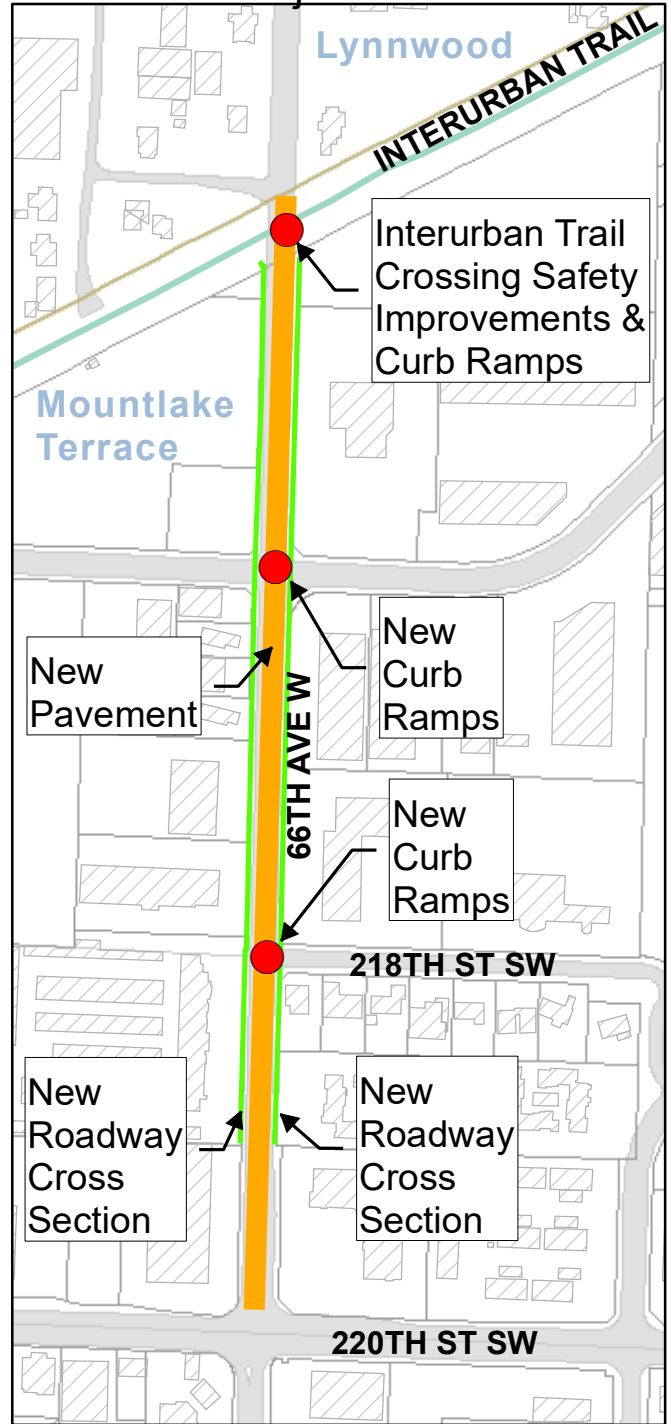 Lynnwood
INTERURBAN TRAIL
Interurban Trail
Crossing Safety
Improvements &
Curb Ramps
Mountlake
Terrace
New
Curb
Ramps
New
Pavement
66TH AVE W
New
Curb
Ramps
218TH ST SW
New
Roadway
Cross
Section
New
Roadway
Cross
Section
220TH ST SW